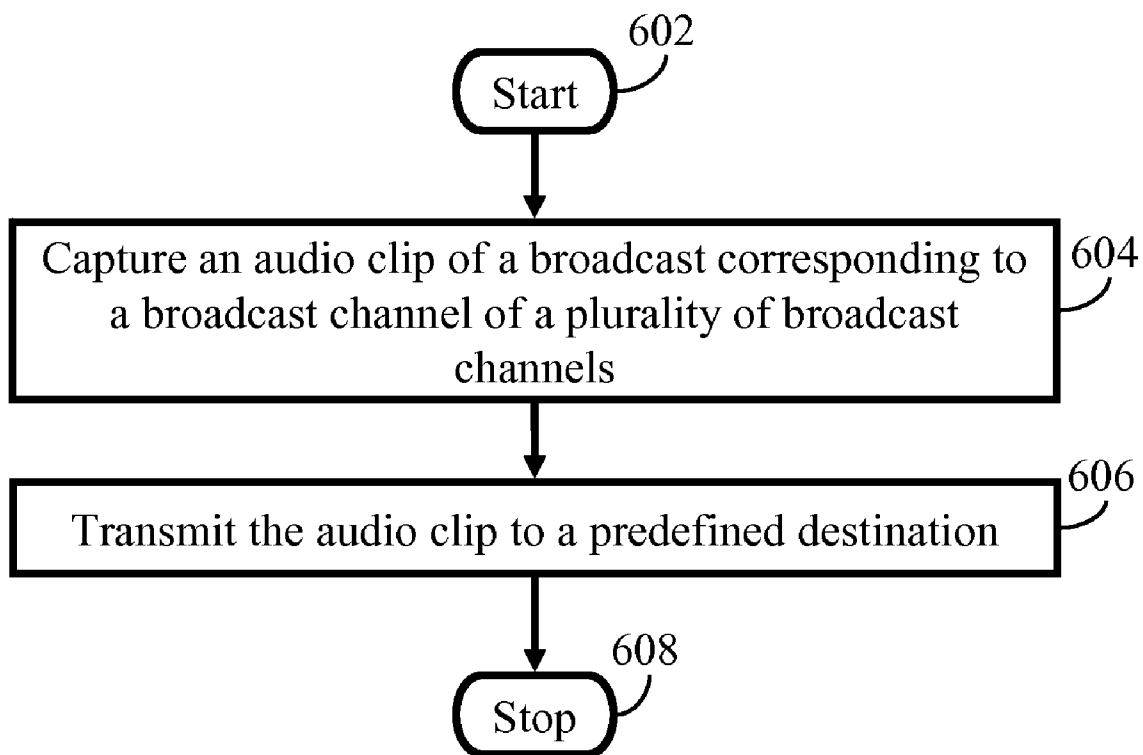 602
Start
Capture an audio clip of a broadcast corresponding to
a broadcast channel of a plurality of broadcast
channels
604
606
Transmit the audio clip to a predefined destination
608
Stop